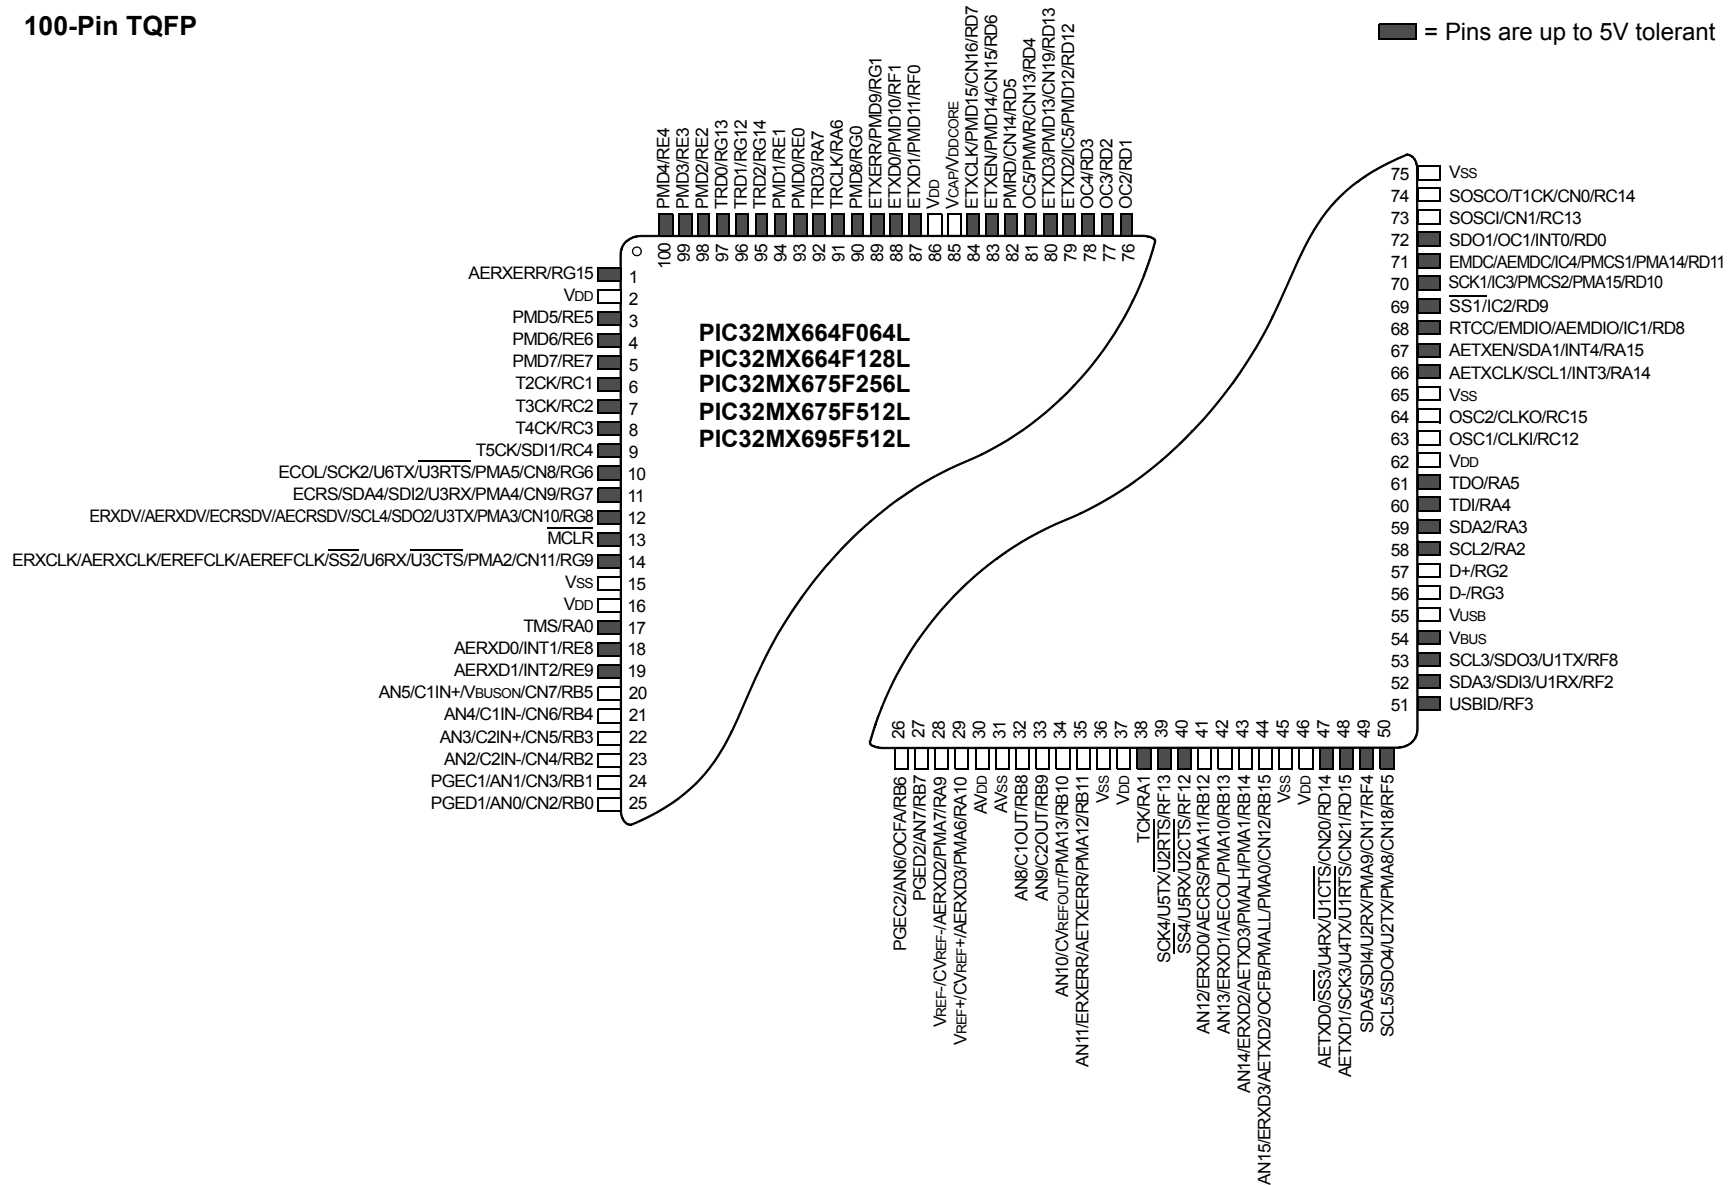 100-Pin TQFP
= Pins are up to 5V tolerant
PMD4/RE4
PMD3/RE3
PMD2/RE2
TRD0/RG13
TRD1/RG12
TRD2/RG14
PMD1/RE1
PMD0/RE0
TRD3/RA7
TRCLK/RA6
PMD8/RG0
ETXERR/PMD9/RG1
ETXD0/PMD10/RF1
ETXD1/PMD11/RF0
VDD
VCAP/VDDCORE
ETXCLK/PMD15/CN16/RD7
ETXEN/PMD14/CN15/RD6
PMRD/CN14/RD5
OC5/PMWR/CN13/RD4
ETXD3/PMD13/CN19/RD13
ETXD2/IC5/PMD12/RD12
OC4/RD3
OC3/RD2
OC2/RD1
100
99
98
97
96
95
94
93
92
91
90
89
88
87
86
85
84
83
82
81
80
79
78
77
76
AERXERR/RG15 1
VDD 2
PMD5/RE5 3
PMD6/RE6 4
PMD7/RE7 5
T2CK/RC1 6
T3CK/RC2 7
T4CK/RC3 8
T5CK/SDI1/RC4 9
ECOL/SCK2/U6TX/U3RTS/PMA5/CN8/RG6 10
ECRS/SDA4/SDI2/U3RX/PMA4/CN9/RG7 11
ERXDV/AERXDV/ECRSDV/AECRSDV/SCL4/SDO2/U3TX/PMA3/CN10/RG8 12
MCLR 13
ERXCLK/AERXCLK/EREFCLK/AEREFCLK/SS2/U6RX/U3CTS/PMA2/CN11/RG9 14
VSS 15
VDD 16
TMS/RA0 17
AERXD0/INT1/RE8 18
AERXD1/INT2/RE9 19
AN5/C1IN+/VBUSON/CN7/RB5 20
AN4/C1IN-/CN6/RB4 21
AN3/C2IN+/CN5/RB3 22
AN2/C2IN-/CN4/RB2 23
PGEC1/AN1/CN3/RB1 24
PGED1/AN0/CN2/RB0 25
PIC32MX664F064L
PIC32MX664F128L
PIC32MX675F256L
PIC32MX675F512L
PIC32MX695F512L
75 VSS
74 SOSCO/T1CK/CN0/RC14
73 SOSCI/CN1/RC13
72 SDO1/OC1/INT0/RD0
71 EMDC/AEMDC/IC4/PMCS1/PMA14/RD11
70 SCK1/IC3/PMCS2/PMA15/RD10
69 SS1/IC2/RD9
68 RTCC/EMDIO/AEMDIO/IC1/RD8
67 AETXEN/SDA1/INT4/RA15
66 AETXCLK/SCL1/INT3/RA14
65 VSS
64 OSC2/CLKO/RC15
63 OSC1/CLKI/RC12
62 VDD
61 TDO/RA5
60 TDI/RA4
59 SDA2/RA3
58 SCL2/RA2
57 D+/RG2
56 D-/RG3
55 VUSB
54 VBUS
53 SCL3/SDO3/U1TX/RF8
52 SDA3/SDI3/U1RX/RF2
51 USBID/RF3
26
27
28
29
30
31
32
33
34
35
36
37
38
39
40
41
42
43
44
45
46
47
48
49
50
PGEC2/AN6/OCFA/RB6
PGED2/AN7/RB7
VREF-/CVREF-/AERXD2/PMA7/RA9
VREF+/CVREF+/AERXD3/PMA6/RA10
AVDD
AVSS
AN8/C1OUT/RB8
AN9/C2OUT/RB9
AN10/CVREFOUT/PMA13/RB10
AN11/ERXERR/AETXERR/PMA12/RB11
VSS
VDD
TCK/RA1
SCK4/U5TX/U2RTS/RF13
SS4/U5RX/U2CTS/RF12
AN12/ERXD0/AECRS/PMA11/RB12
AN13/ERXD1/AECOL/PMA10/RB13
AN14/ERXD2/AETXD3/PMALH/PMA1/RB14
AN15/ERXD3/AETXD2/OCFB/PMALL/PMA0/CN12/RB15
VSS
VDD
AETXD0/SS3/U4RX/U1CTS/CN20/RD14
AETXD1/SCK3/U4TX/U1RTS/CN21/RD15
SDA5/SDI4/U2RX/PMA9/CN17/RF4
SCL5/SDO4/U2TX/PMA8/CN18/RF5